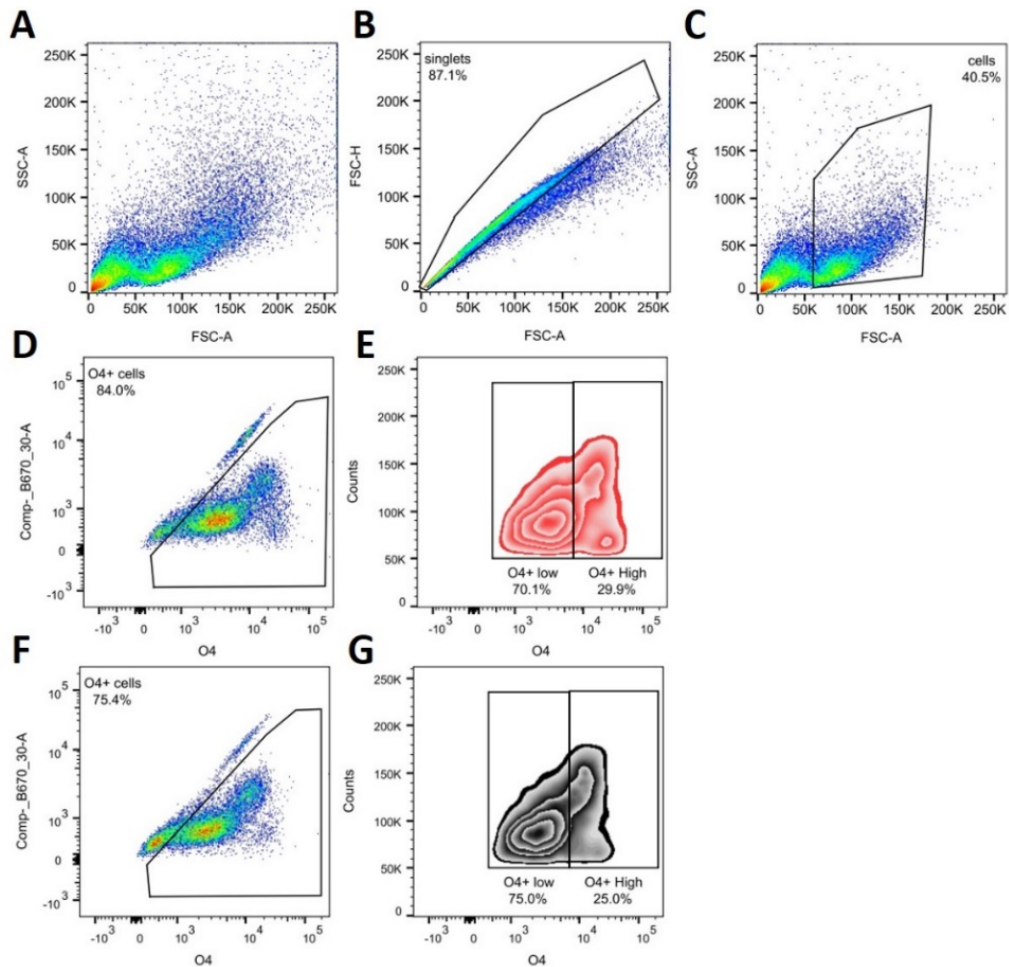 A
250K
200K
150K
100K
50K
0
SSC-A
0 50K 100K 150K 200K 250K
FSC-A
B
singlets
87.1%
250K
200K
150K
100K
50K
0
FSC-H
0 50K 100K 150K 200K 250K
FSC-A
C
cells
40.5%
250K
200K
150K
100K
50K
0
SSC-A
0 50K 100K 150K 200K 250K
FSC-A
D
O4+ cells
84.0%
10^5
10^4
10^3
0
-10^3
Comp-_B670_30-A
-10^3 0 10^3 10^4 10^5
O4
E
250K
200K
150K
100K
50K
0
Counts
O4+ low
70.1%
O4+ High
29.9%
-10^3 0 10^3 10^4 10^5
O4
F
O4+ cells
75.4%
10^5
10^4
10^3
0
-10^3
Comp-_B670_30-A
-10^3 0 10^3 10^4 10^5
O4
G
250K
200K
150K
100K
50K
0
Counts
O4+ low
75.0%
O4+ High
25.0%
-10^3 0 10^3 10^4 10^5
O4